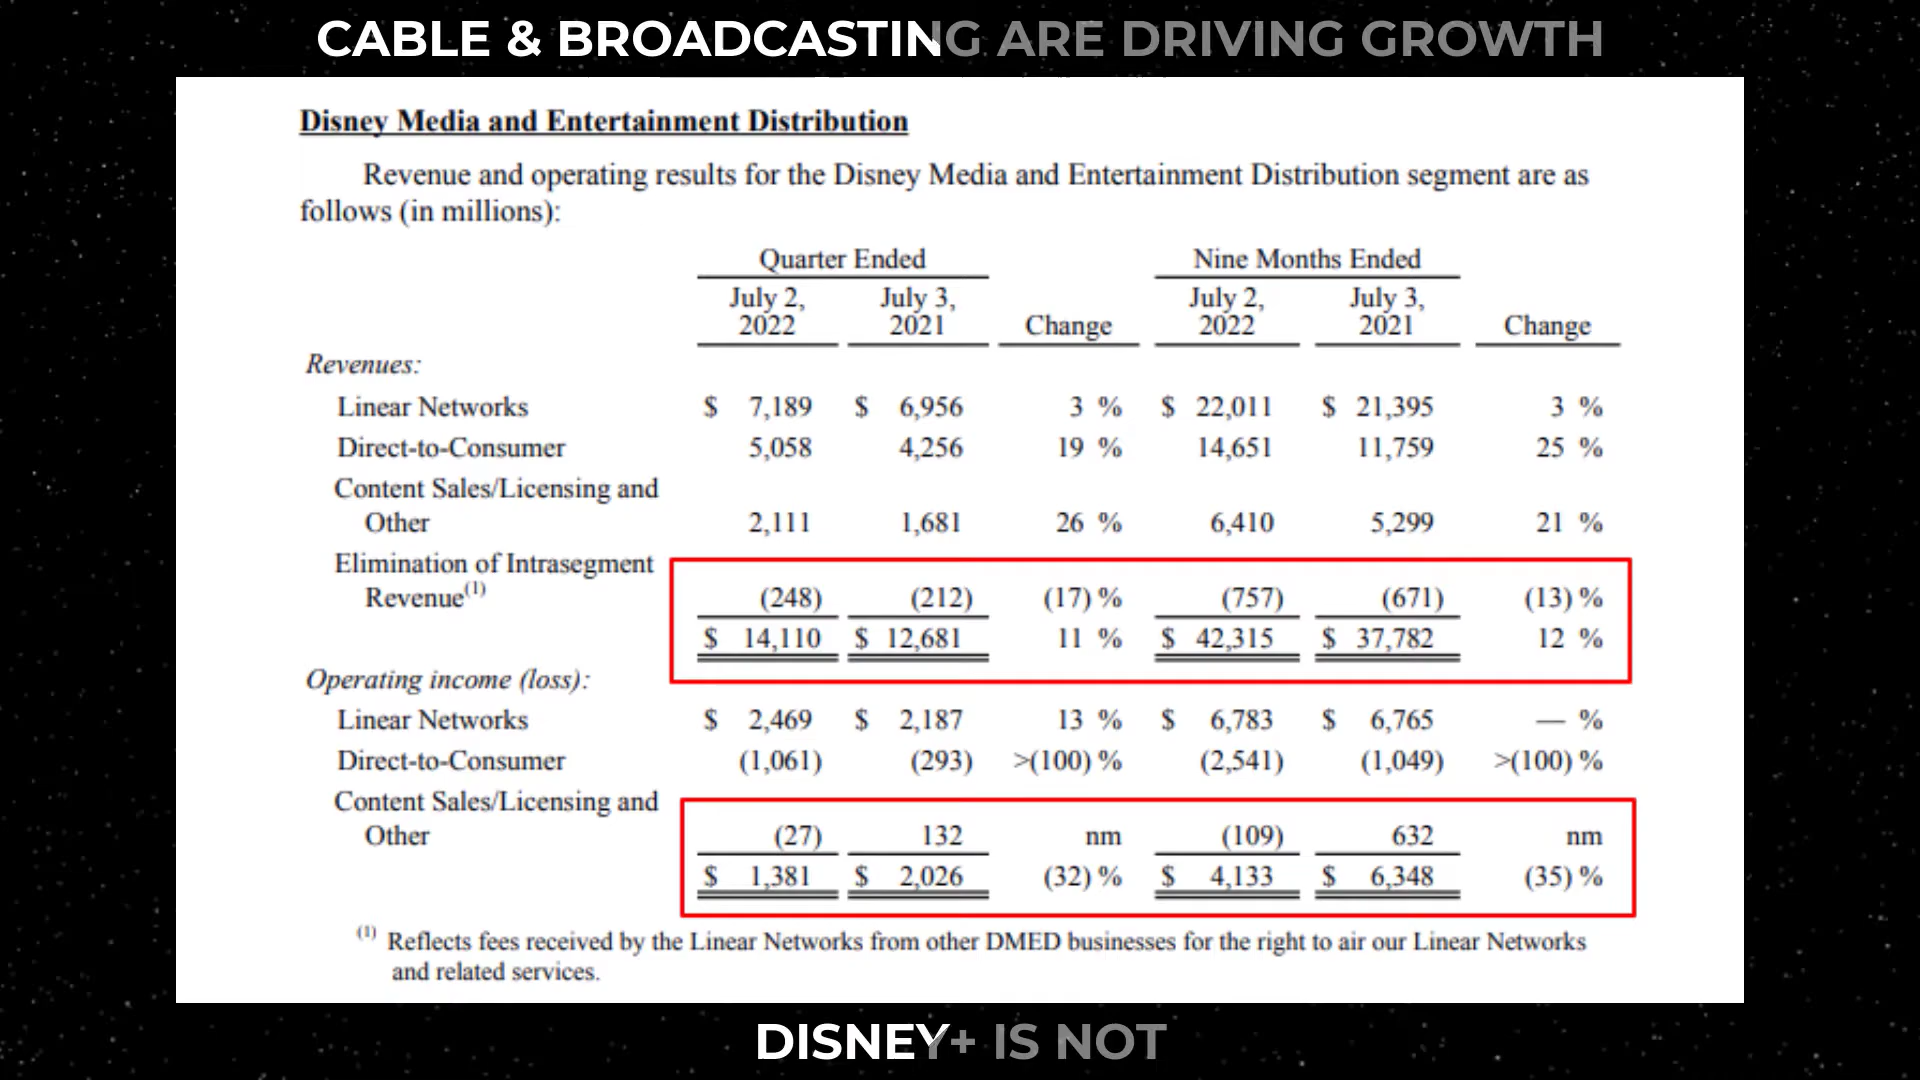 CABLE & BROADCASTING ARE DRIVING GROWTH
Disney Media and Entertainment Distribution
Revenue and operating results for the Disney Media and Entertainment Distribution segment are as
follows (in millions):
Quarter Ended Nine Months Ended
July 2, July 3, July 2, July 3,
2022 2021 Change 2022 2021 Change
Revenues:
Linear Networks $ 7,189 $ 6,956 3 % $ 22,011 $ 21,395 3 %
Direct-to-Consumer 5,058 4,256 19 % 14,651 11,759 25 %
Content Sales/Licensing and
Other 2,111 1,681 26 % 6,410 5,299 21 %
Elimination of Intrasegment
Revenue(1) (248) (212) (17) % (757) (671) (13) %
$ 14,110 $ 12,681 11 % $ 42,315 $ 37,782 12 %
Operating income (loss):
Linear Networks $ 2,469 $ 2,187 13 % $ 6,783 $ 6,765 — %
Direct-to-Consumer (1,061) (293) >(100) % (2,541) (1,049) >(100) %
Content Sales/Licensing and
Other (27) 132 nm (109) 632 nm
$ 1,381 $ 2,026 (32) % $ 4,133 $ 6,348 (35) %
(1) Reflects fees received by the Linear Networks from other DMED businesses for the right to air our Linear Networks
and related services.
DISNEY+ IS NOT